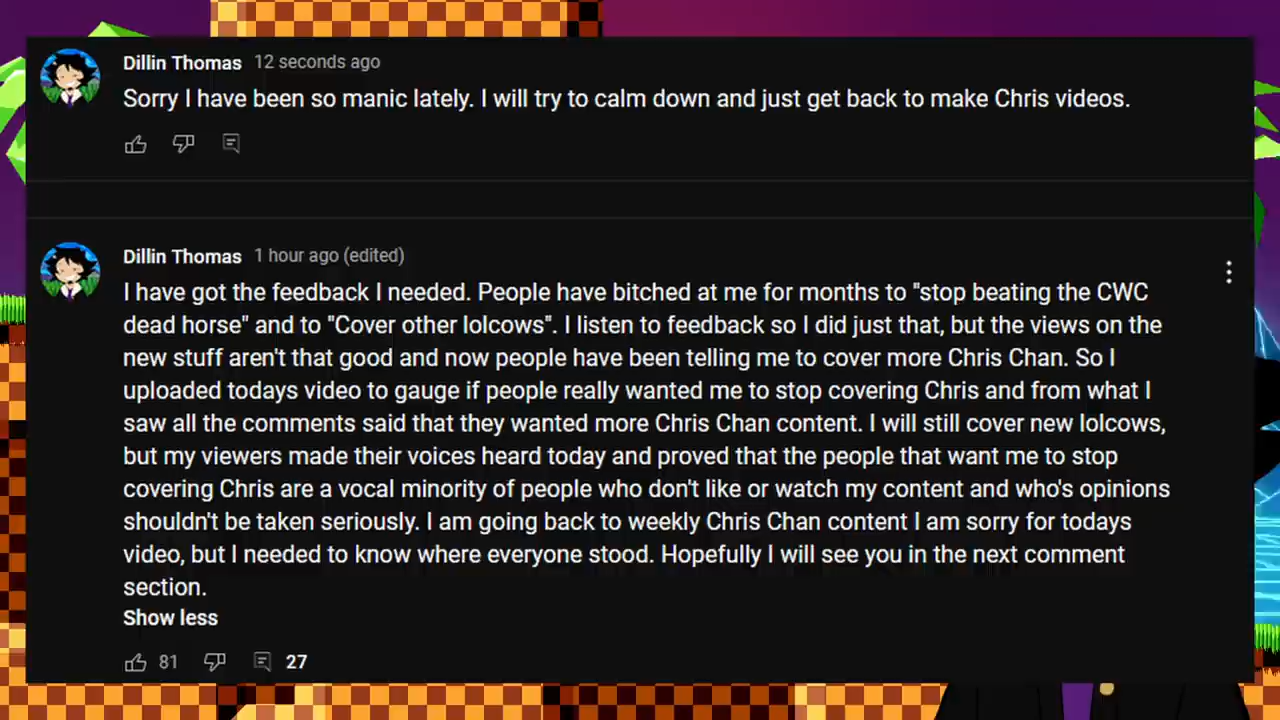 Dillin Thomas 12 seconds ago
Sorry I have been so manic lately. I will try to calm down and just get back to make Chris videos.
Dillin Thomas 1 hour ago (edited)
I have got the feedback I needed. People have bitched at me for months to "stop beating the CWC
dead horse" and to "Cover other lolcows". I listen to feedback so I did just that, but the views on the
new stuff aren't that good and now people have been telling me to cover more Chris Chan. So I
uploaded todays video to gauge if people really wanted me to stop covering Chris and from what I
saw all the comments said that they wanted more Chris Chan content. I will still cover new lolcows,
but my viewers made their voices heard today and proved that the people that want me to stop
covering Chris are a vocal minority of people who don't like or watch my content and who's opinions
shouldn't be taken seriously. I am going back to weekly Chris Chan content I am sorry for todays
video, but I needed to know where everyone stood. Hopefully I will see you in the next comment
section.
Show less
81 27